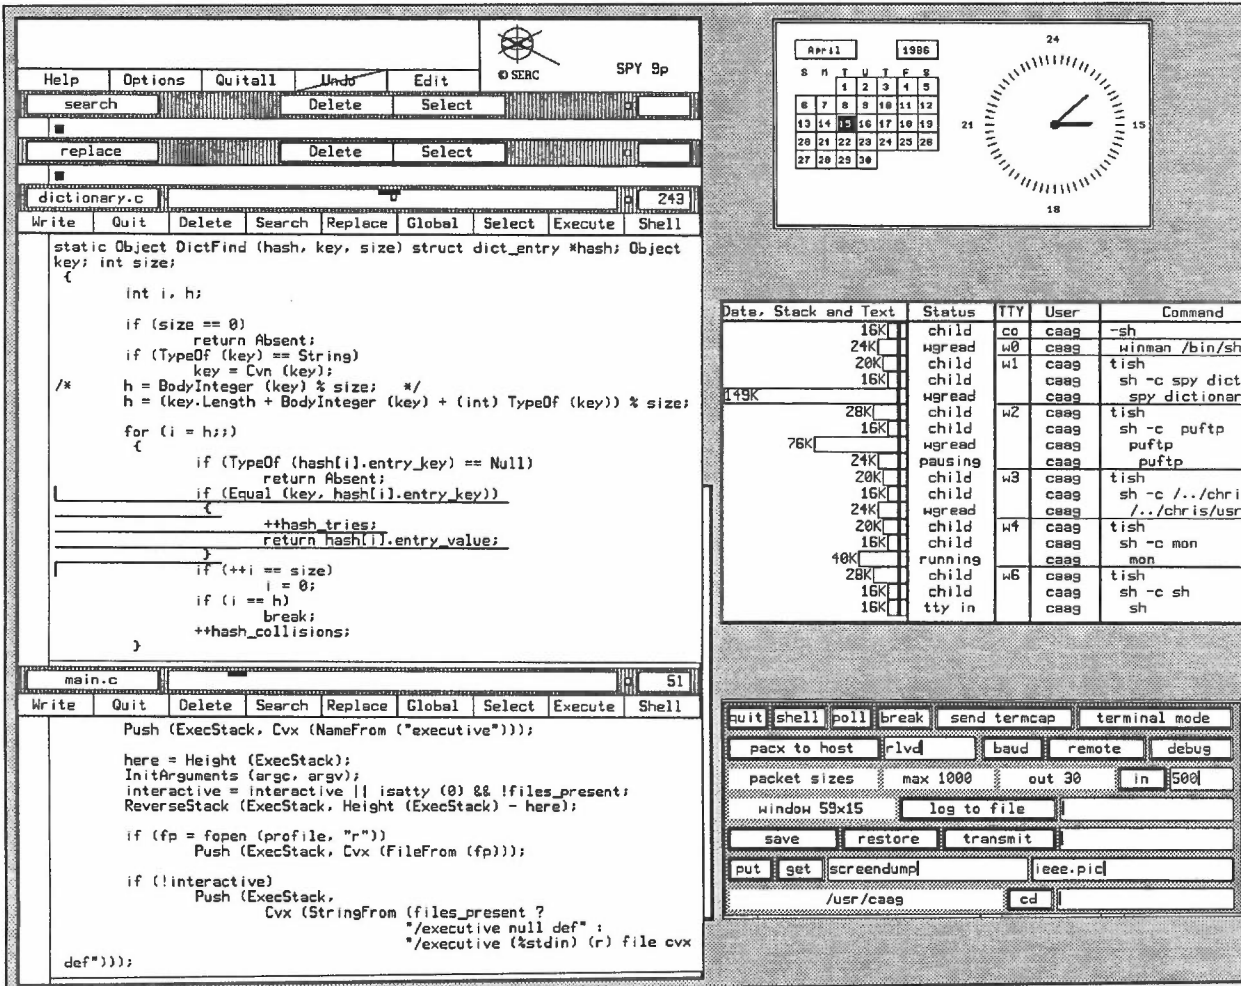 © SERC
SPY 9p
Help Options Quitall Undo Edit
search Delete Select
replace Delete Select
dictionary.c 243
Write Quit Delete Search Replace Global Select Execute Shell
static Object DictFind (hash, key, size) struct dict_entry *hash; Object
key; int size;
{
int i, h;
if (size == 0)
return Absent;
if (TypeOf (key) == String)
key = Cvn (key);
/* h = BodyInteger (key) % size; */
h = (key.Length + BodyInteger (key) + (int) TypeOf (key)) % size;
for (i = h;;)
{
if (TypeOf (hash[i].entry_key) == Null)
return Absent;
if (Equal (key, hash[i].entry_key))
{
++hash_tries;
return hash[i].entry_value;
}
if (++i == size)
i = 0;
if (i == h)
break;
++hash_collisions;
}
main.c 51
Write Quit Delete Search Replace Global Select Execute Shell
Push (ExecStack, Cvx (NameFrom ("executive")));
here = Height (ExecStack);
InitArguments (argc, argv);
interactive = interactive || isatty (0) && !files_present;
ReverseStack (ExecStack, Height (ExecStack) - here);
if (fp = fopen (profile, "r"))
Push (ExecStack, Cvx (FileFrom (fp)));
if (!interactive)
Push (ExecStack,
Cvx (StringFrom (files_present ?
"/executive null def" :
"/executive (%stdin) (r) file cvx
def")));
April 1986
S M T W T F S
1 2 3 4 5
6 7 8 9 10 11 12
13 14 15 16 17 18 19
20 21 22 23 24 25 26
27 28 29 30
24
21
15
18
Data, Stack and Text Status TTY User Command
16K child co caag -sh
24K wgread w0 caag winman /bin/sh
20K child w1 caag tish
16K child caag sh -c spy dict
149K wgread caag spy dictionar
28K child w2 caag tish
16K child caag sh -c puftp
76K wgread caag puftp
24K pausing caag puftp
20K child w3 caag tish
16K child caag sh -c /../chri
24K wgread caag /../chris/usr
20K child w4 caag tish
16K child caag sh -c mon
40K running caag mon
28K child w6 caag tish
16K child caag sh -c sh
16K tty in caag sh
quit shell poll break send termcap terminal mode
pacx to host rlvd baud remote debug
packet sizes max 1000 out 30 in 500
window 59x15 log to file
save restore transmit
put get screendump ieee.pic
/usr/caag cd